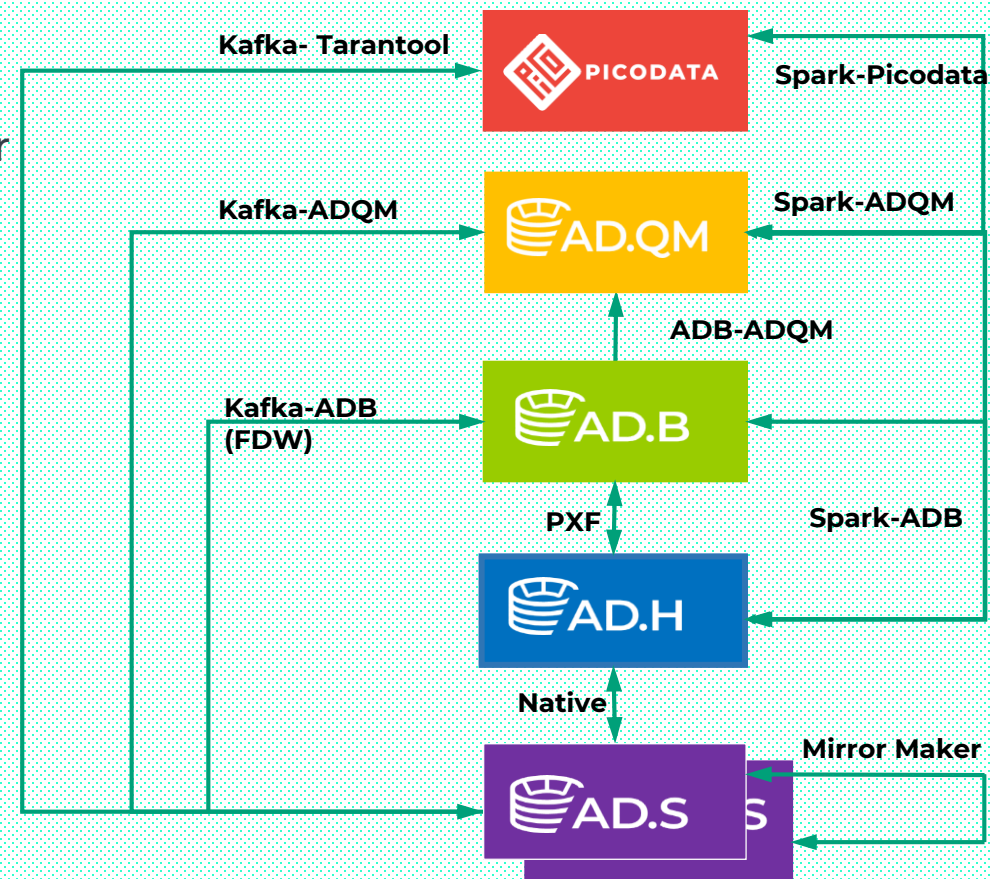 Kafka- Tarantool
PICODATA
Spark-Picodata
r
Kafka-ADQM
AD.QM
Spark-ADQM
ADB-ADQM
Kafka-ADB
(FDW)
AD.B
PXF
Spark-ADB
AD.H
Native
Mirror Maker
AD.S
S